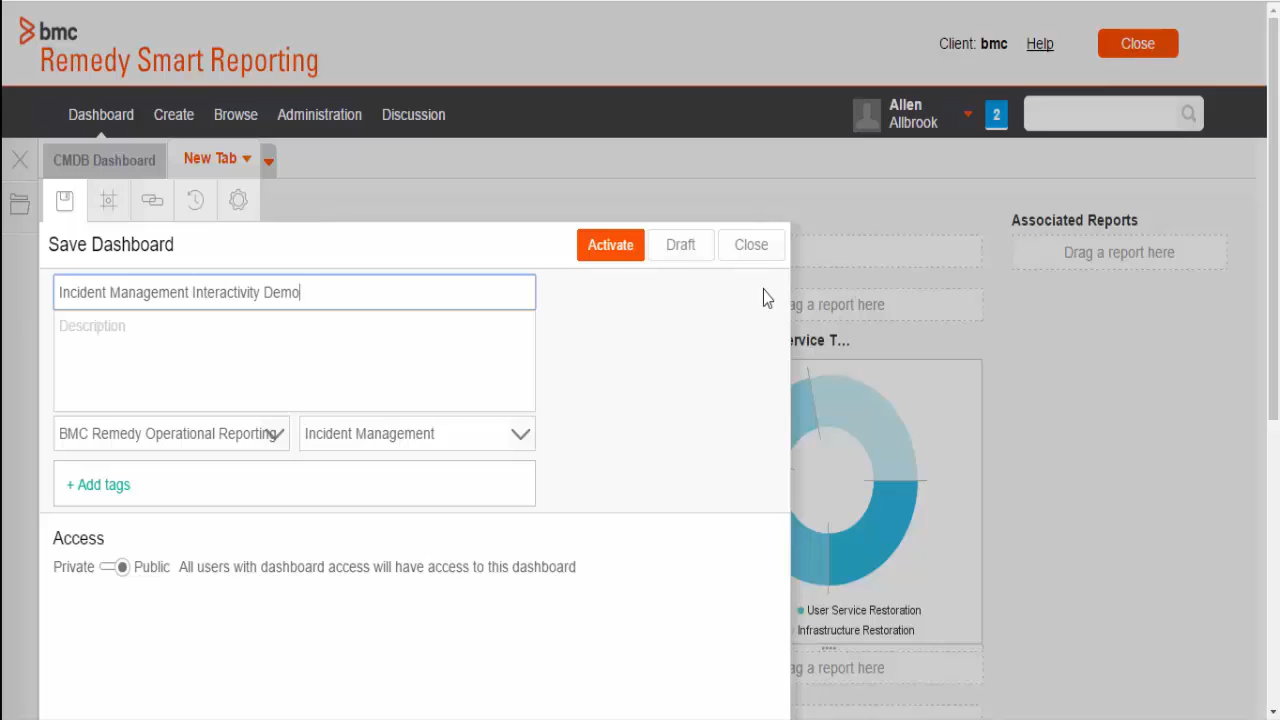 bmc
Remedy Smart Reporting
Client: bmc Help Close
Dashboard Create Browse Administration Discussion
Allen
Allbrook
2
CMDB Dashboard New Tab
Save Dashboard Activate Draft Close
Incident Management Interactivity Demo
Description
BMC Remedy Operational Reporting Incident Management
+ Add tags
Access
Private Public All users with dashboard access will have access to this dashboard
Associated Reports
Drag a report here
ag a report here
ervice T...
User Service Restoration
Infrastructure Restoration
ag a report here